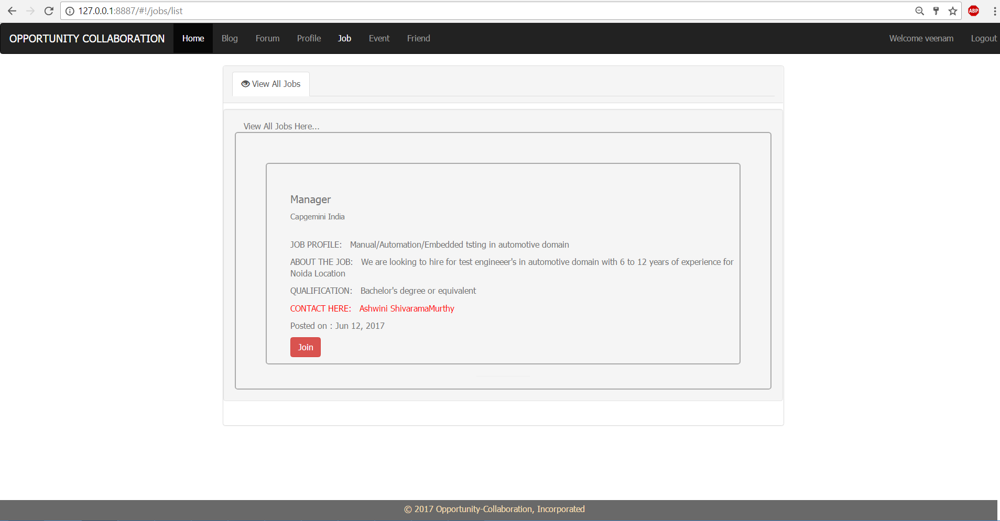 127.0.0.1:8887/#!/jobs/list
ABP
OPPORTUNITY COLLABORATION Home Blog Forum Profile Job Event Friend Welcome veenam Logout
View All Jobs
View All Jobs Here...
Manager
Capgemini India
JOB PROFILE: Manual/Automation/Embedded tsting in automotive domain
ABOUT THE JOB: We are looking to hire for test engineeer's in automotive domain with 6 to 12 years of experience for
Noida Location
QUALIFICATION: Bachelor's degree or equivalent
CONTACT HERE: Ashwini ShivaramaMurthy
Posted on : Jun 12, 2017
Join
© 2017 Opportunity-Collaboration, Incorporated